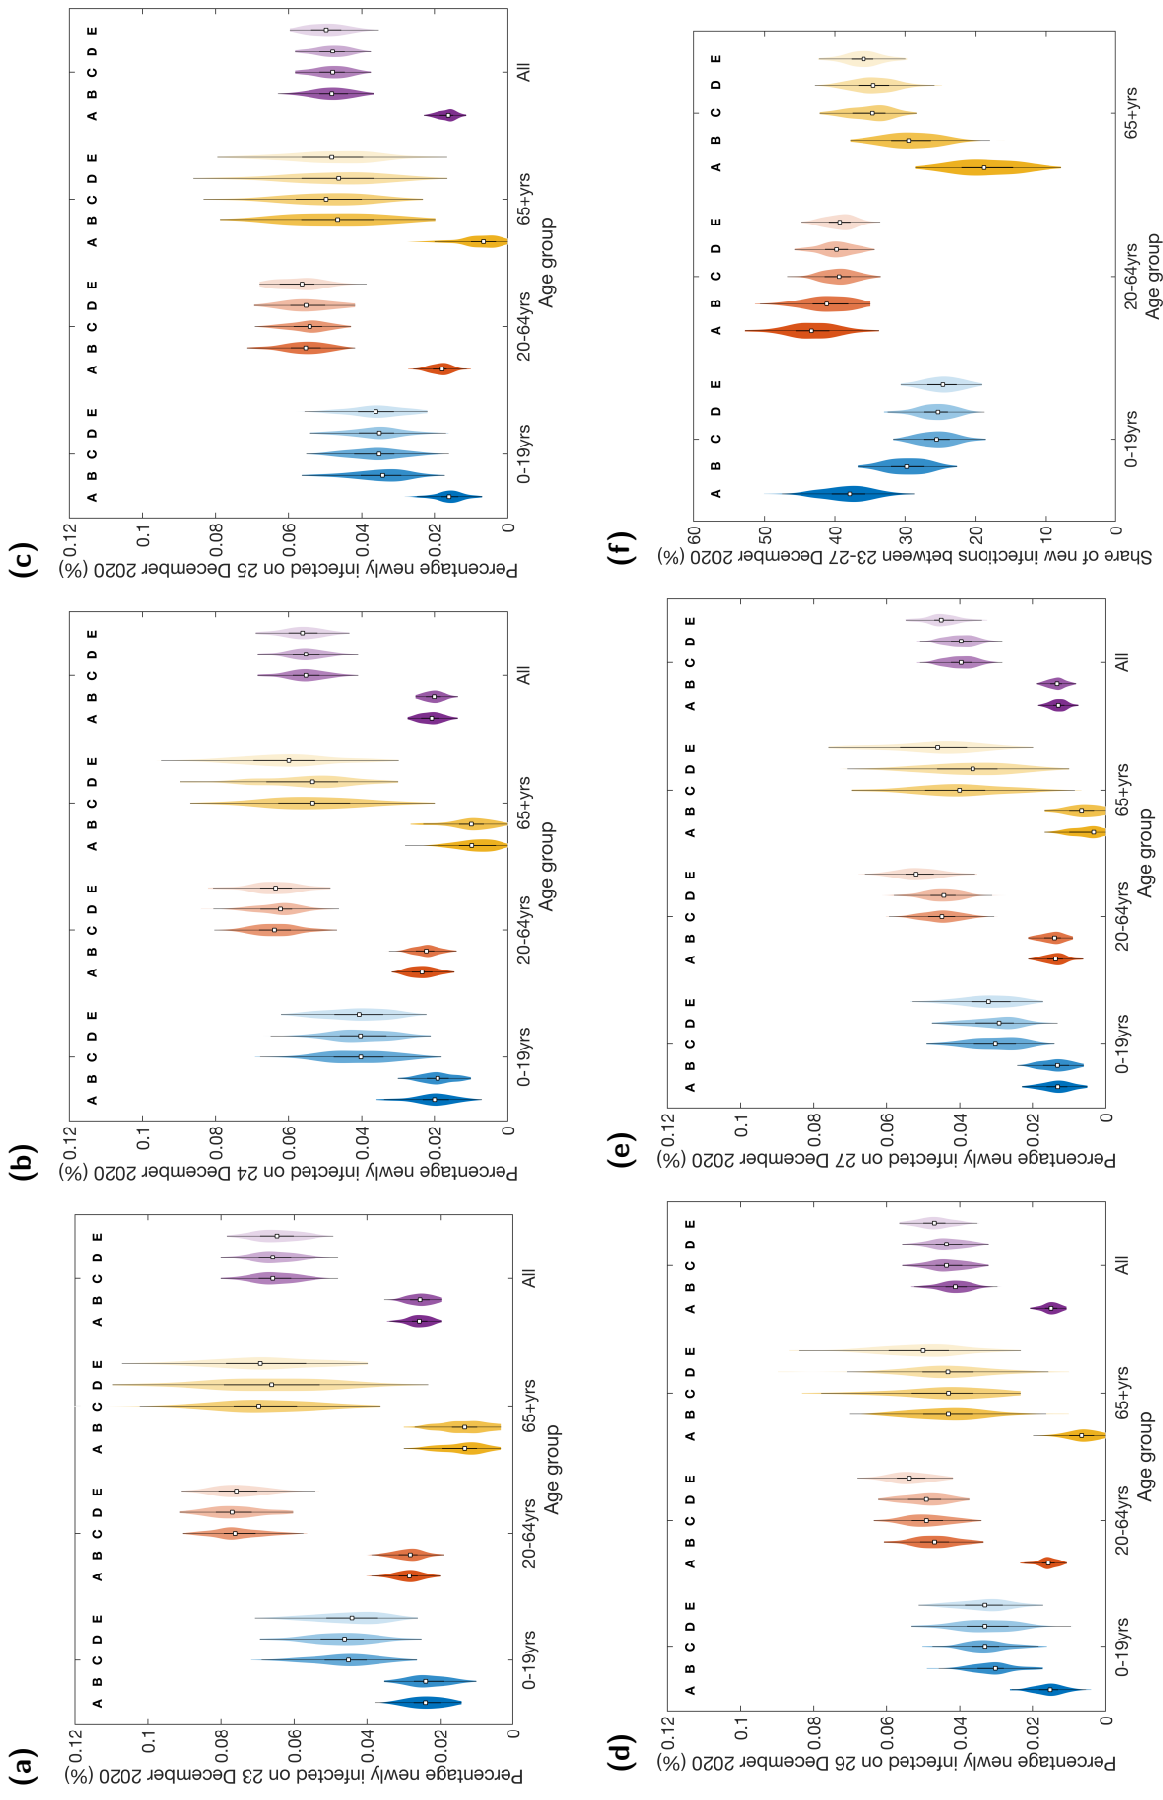 (a)
Percentage newly infected on 23 December 2020 (%)
0.12
0.1
0.08
0.06
0.04
0.02
0
A B C D E A B C D E A B C D E A B C D E
0-19yrs 20-64yrs 65+yrs All
Age group
(b)
Percentage newly infected on 24 December 2020 (%)
0.12
0.1
0.08
0.06
0.04
0.02
0
A B C D E A B C D E A B C D E A B C D E
0-19yrs 20-64yrs 65+yrs All
Age group
(c)
Percentage newly infected on 25 December 2020 (%)
0.12
0.1
0.08
0.06
0.04
0.02
0
A B C D E A B C D E A B C D E A B C D E
0-19yrs 20-64yrs 65+yrs All
Age group
(d)
Percentage newly infected on 26 December 2020 (%)
0.12
0.1
0.08
0.06
0.04
0.02
0
A B C D E A B C D E A B C D E A B C D E
0-19yrs 20-64yrs 65+yrs All
Age group
(e)
Percentage newly infected on 27 December 2020 (%)
0.12
0.1
0.08
0.06
0.04
0.02
0
A B C D E A B C D E A B C D E A B C D E
0-19yrs 20-64yrs 65+yrs All
Age group
(f)
Share of new infections between 23-27 December 2020 (%)
60
50
40
30
20
10
0
A B C D E A B C D E A B C D E
0-19yrs 20-64yrs 65+yrs
Age group